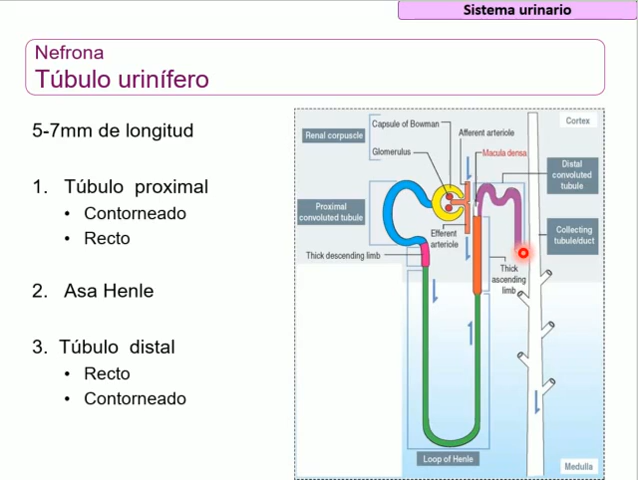 Sistema urinario
Nefrona
Túbulo urinífero
5-7mm de longitud
1. Túbulo proximal
• Contorneado
• Recto
2. Asa Henle
3. Túbulo distal
• Recto
• Contorneado
Cortex
Capsule of Bowman
Renal corpuscle
Afferent arteriole
Glomerulus
Macula densa
Distal
convoluted
tubule
Proximal
convoluted tubule
Efferent
arteriole
Collecting
tubule/duct
Thick descending limb
Thick
ascending
limb
Loop of Henle
Medulla